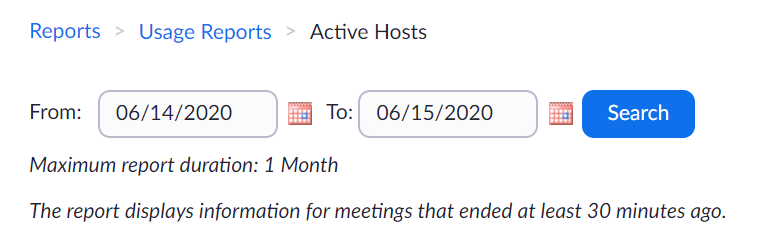 Reports > Usage Reports > Active Hosts
From: 06/14/2020 To: 06/15/2020 Search
Maximum report duration: 1 Month
The report displays information for meetings that ended at least 30 minutes ago.